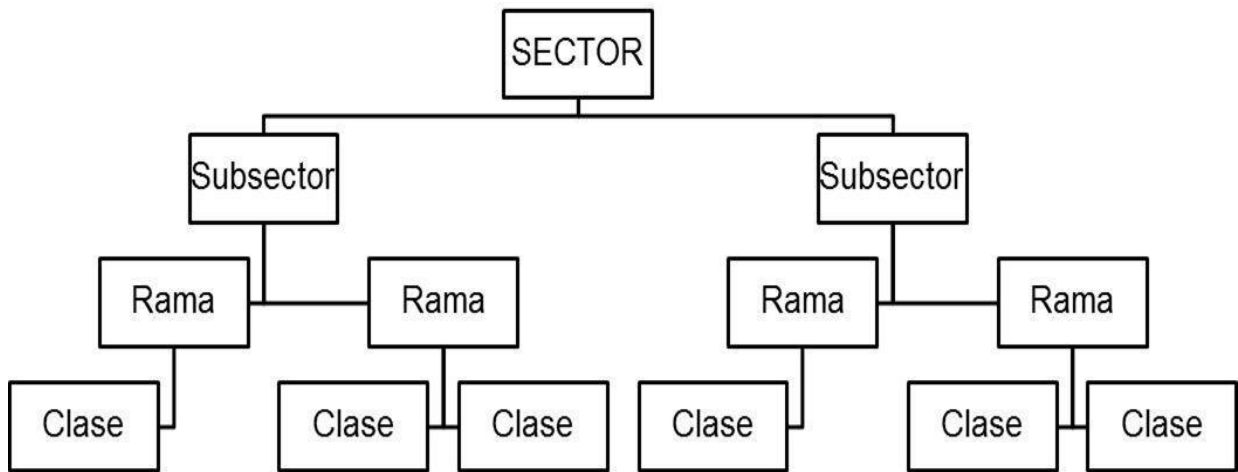 SECTOR
Subsector
Subsector
Rama
Rama
Rama
Rama
Clase
Clase
Clase
Clase
Clase
Clase